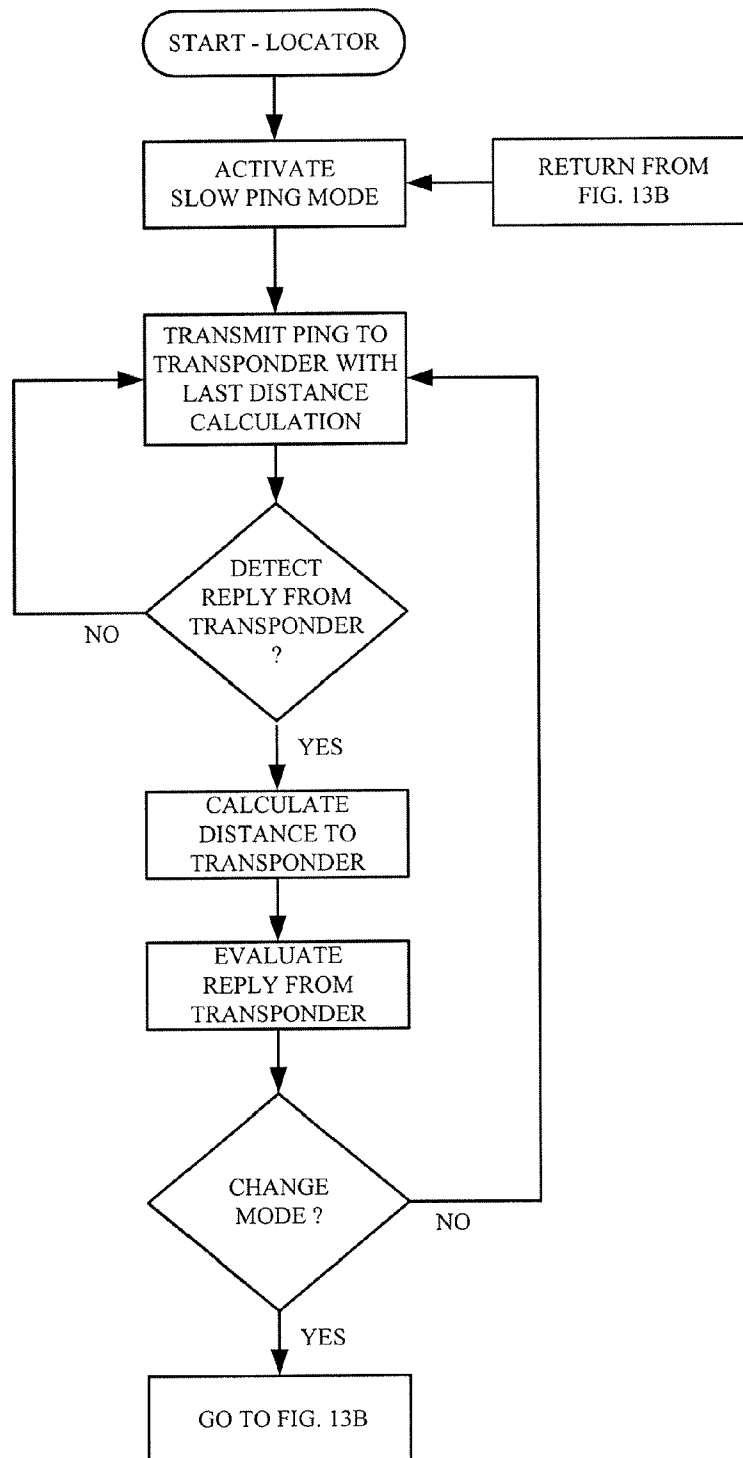 START - LOCATOR
ACTIVATE
SLOW PING MODE
RETURN FROM
FIG. 13B
TRANSMIT PING TO
TRANSPONDER WITH
LAST DISTANCE
CALCULATION
DETECT
REPLY FROM
TRANSPONDER
?
NO
YES
CALCULATE
DISTANCE TO
TRANSPONDER
EVALUATE
REPLY FROM
TRANSPONDER
CHANGE
MODE ?
NO
YES
GO TO FIG. 13B